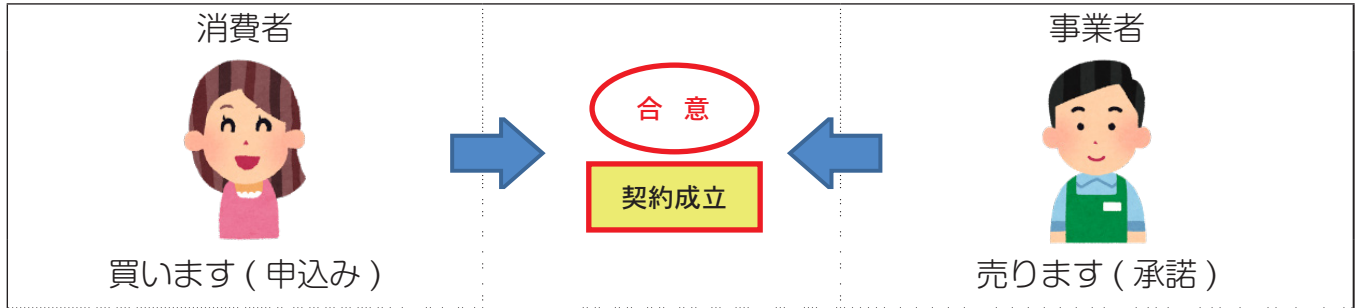 消費者
事業者
合 意
契約成立
買います ( 申込み )
売ります ( 承諾 )